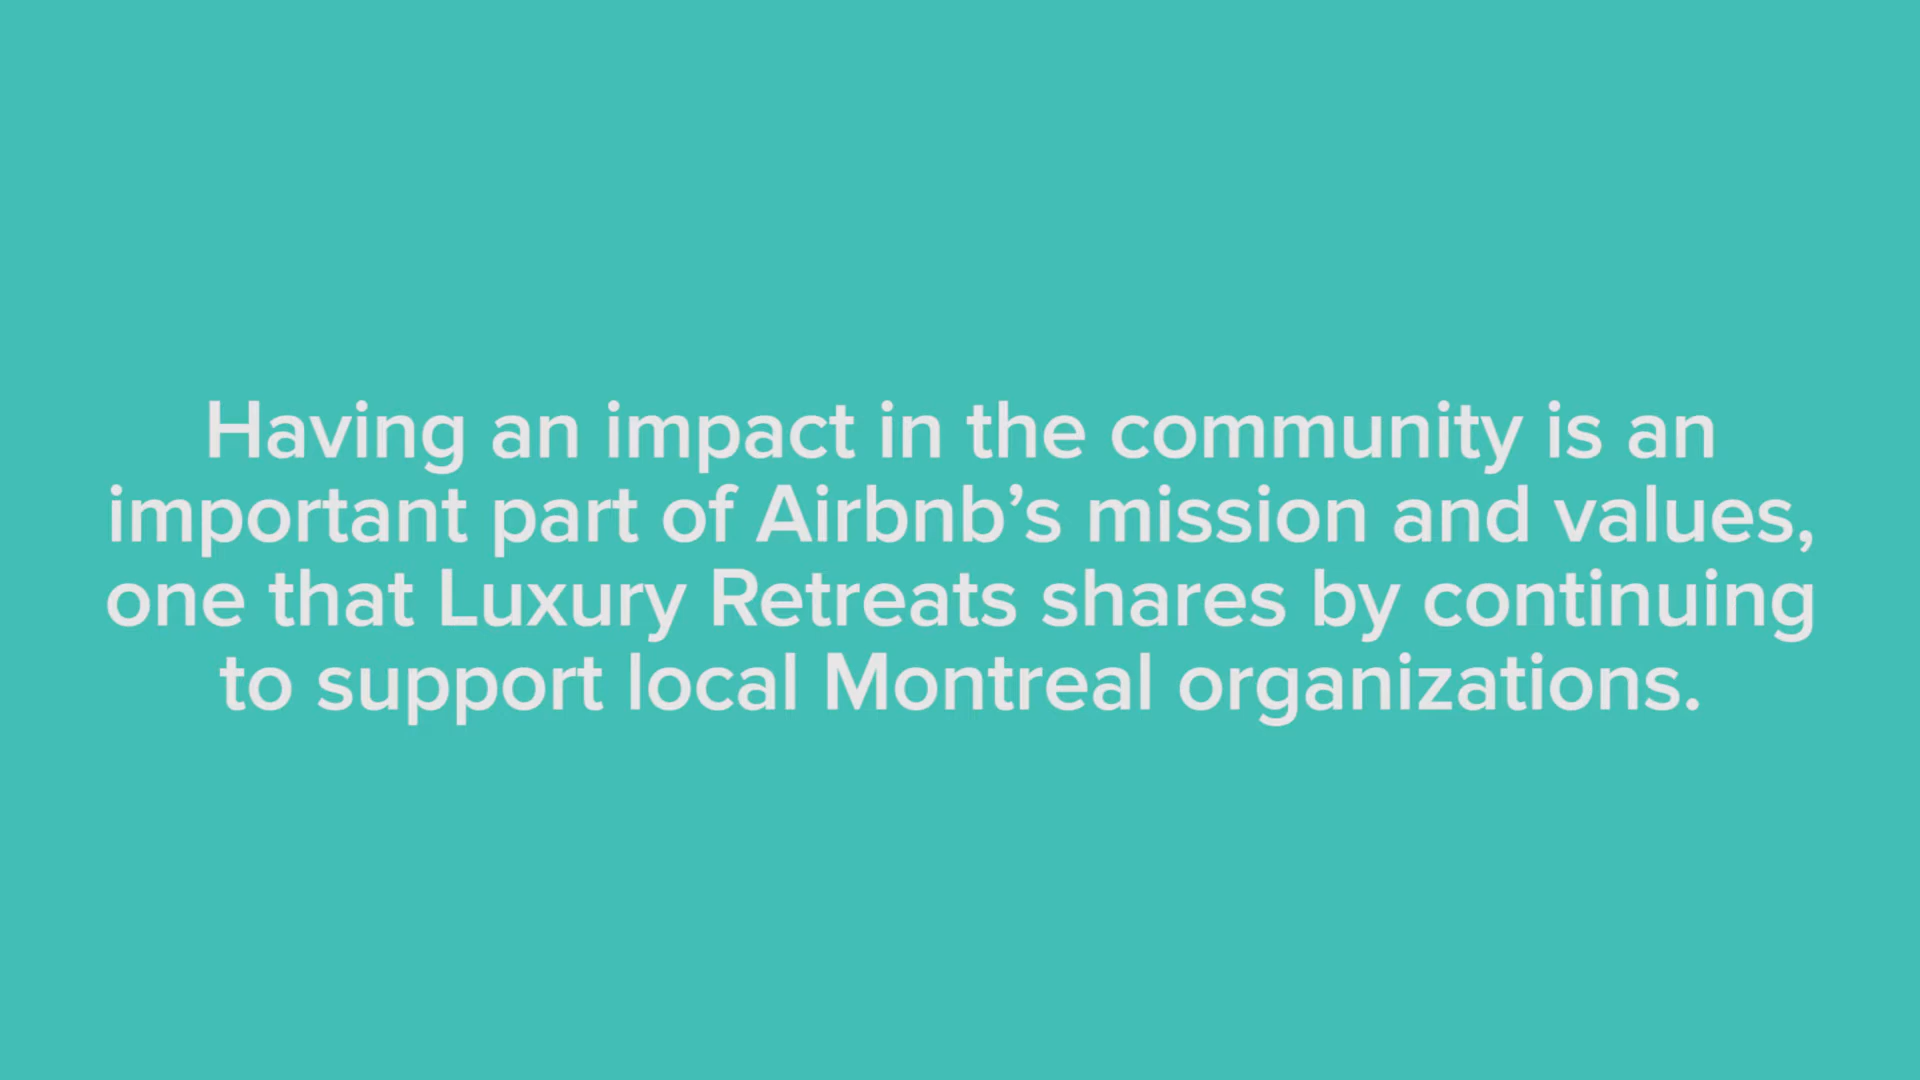 Having an impact in the community is an
important part of Airbnb’s mission and values,
one that Luxury Retreats shares by continuing
to support local Montreal organizations.